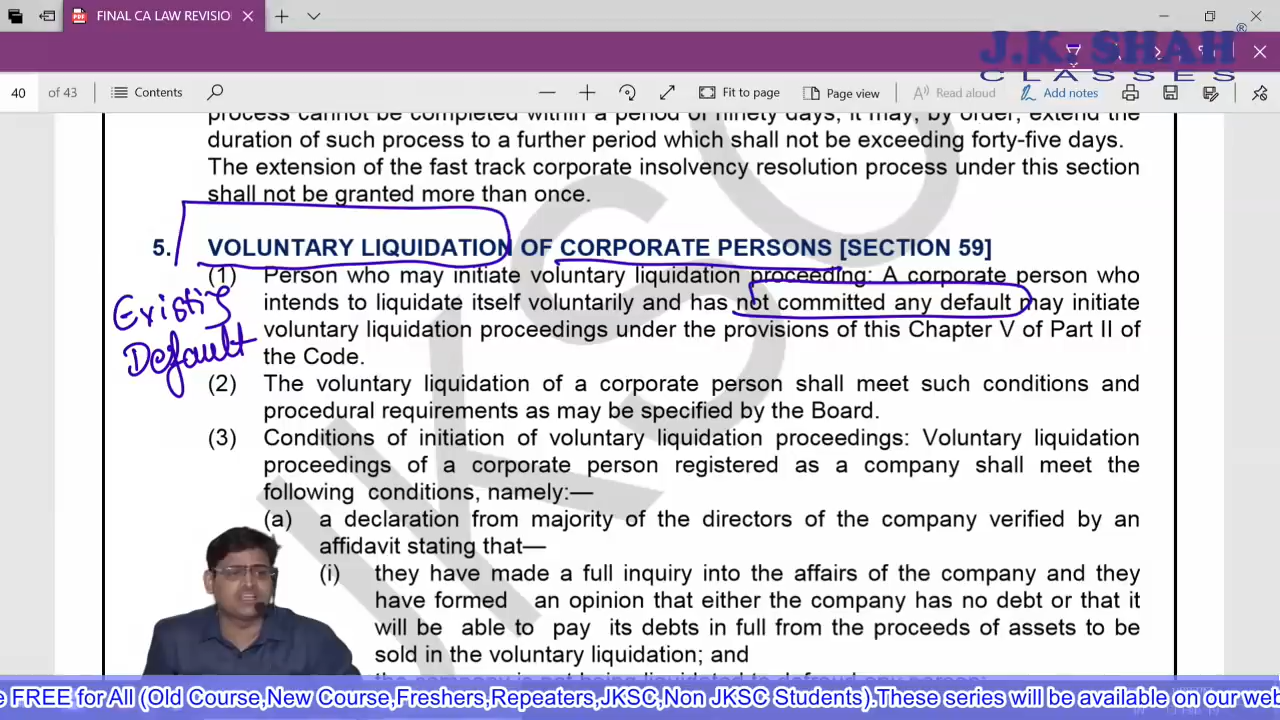 FINAL CA LAW REVISIO
J.K. SHAH®
CLASSES
40 of 43 Contents Fit to page Page view Read aloud Add notes
process cannot be completed within a period of ninety days, it may, by order, extend the
duration of such process to a further period which shall not be exceeding forty-five days.
The extension of the fast track corporate insolvency resolution process under this section
shall not be granted more than once.
5. VOLUNTARY LIQUIDATION OF CORPORATE PERSONS [SECTION 59]
(1) Person who may initiate voluntary liquidation proceeding: A corporate person who
intends to liquidate itself voluntarily and has not committed any default may initiate
voluntary liquidation proceedings under the provisions of this Chapter V of Part II of
the Code.
Existing
Default
(2) The voluntary liquidation of a corporate person shall meet such conditions and
procedural requirements as may be specified by the Board.
(3) Conditions of initiation of voluntary liquidation proceedings: Voluntary liquidation
proceedings of a corporate person registered as a company shall meet the
following conditions, namely:—
(a) a declaration from majority of the directors of the company verified by an
affidavit stating that—
(i) they have made a full inquiry into the affairs of the company and they
have formed an opinion that either the company has no debt or that it
will be able to pay its debts in full from the proceeds of assets to be
sold in the voluntary liquidation; and
the company is not being liquidated to defraud any person;
e FREE for All (Old Course,New Course,Freshers,Repeaters,JKSC,Non JKSC Students).These series will be available on our web